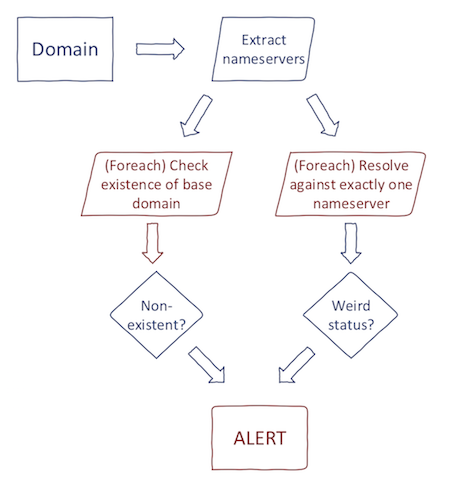 Domain
Extract
nameservers
(Foreach) Check
existence of base
domain
(Foreach) Resolve
against exactly one
nameserver
Non-
existent?
Weird
status?
ALERT